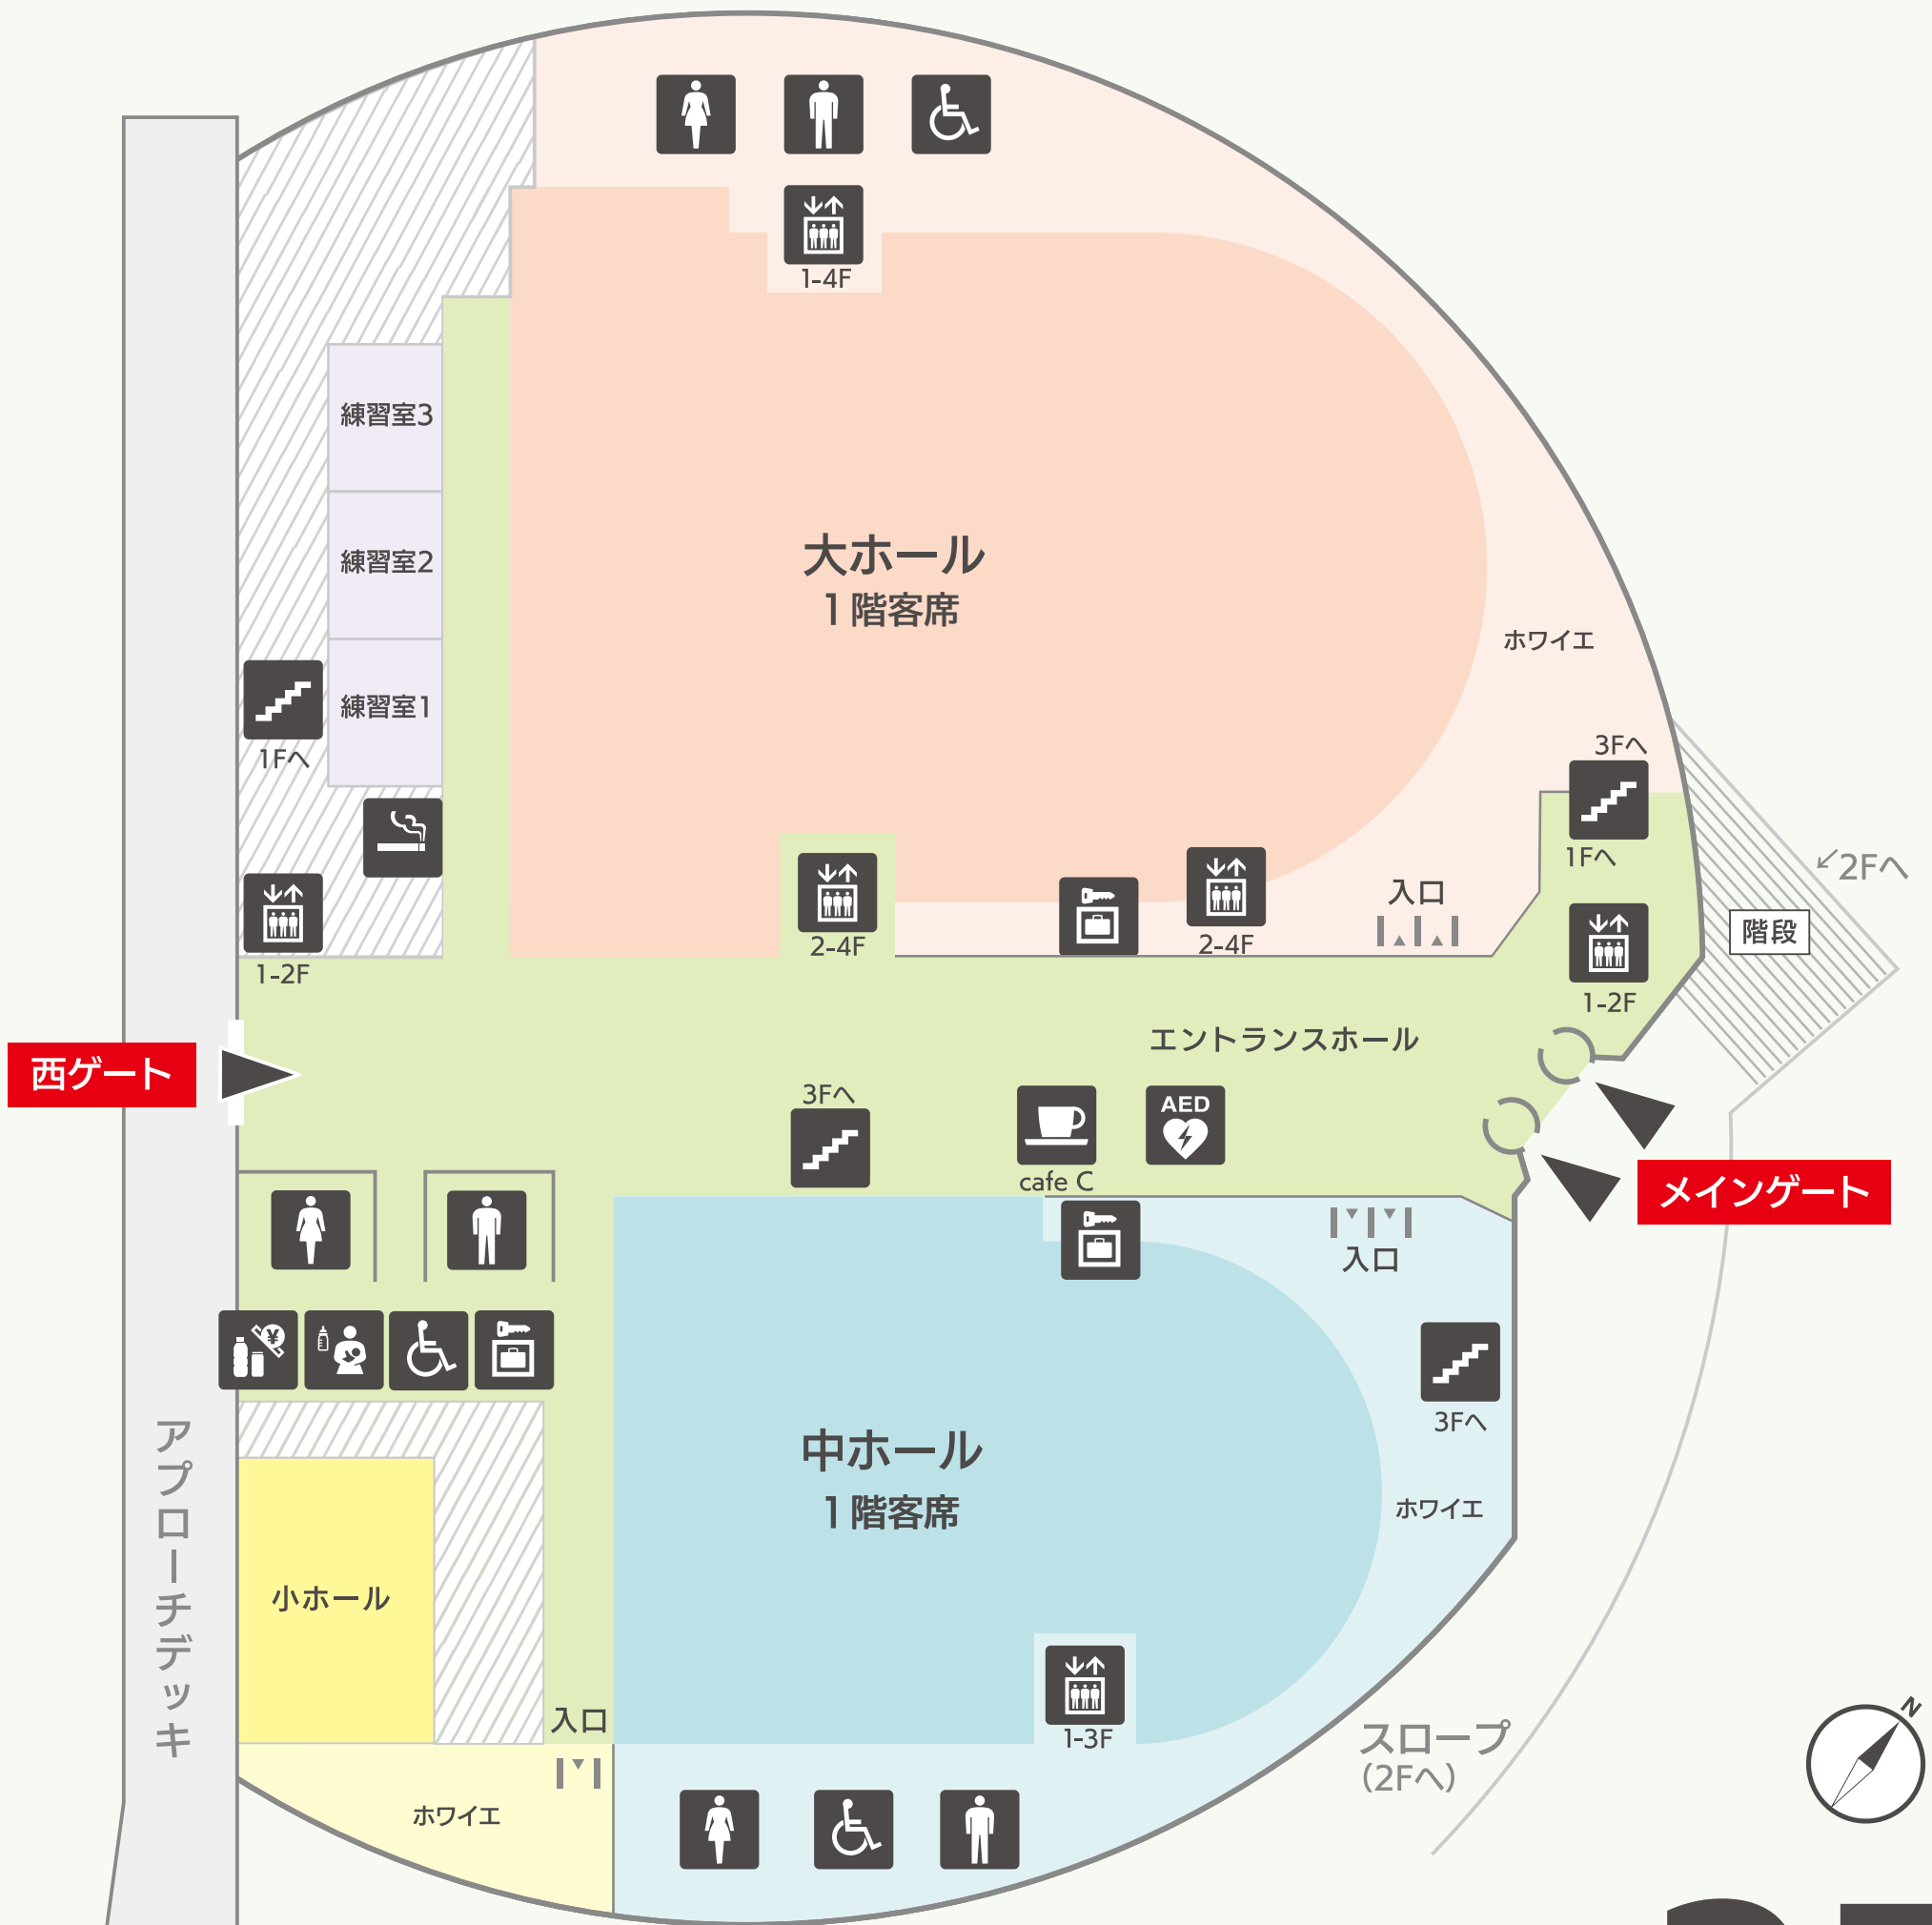 1-4F
練習室3
練習室2
練習室1
大ホール
1階客席
ホワイエ
1Fへ
3Fへ
1Fへ
↙2Fへ
階段
入口
1-2F
2-4F
2-4F
1-2F
エントランスホール
西ゲート
メインゲート
3Fへ
cafe C
AED
入口
¥
3Fへ
中ホール
1階客席
ホワイエ
小ホール
アプローチデッキ
入口
1-3F
ホワイエ
スロープ
(2Fへ)
N